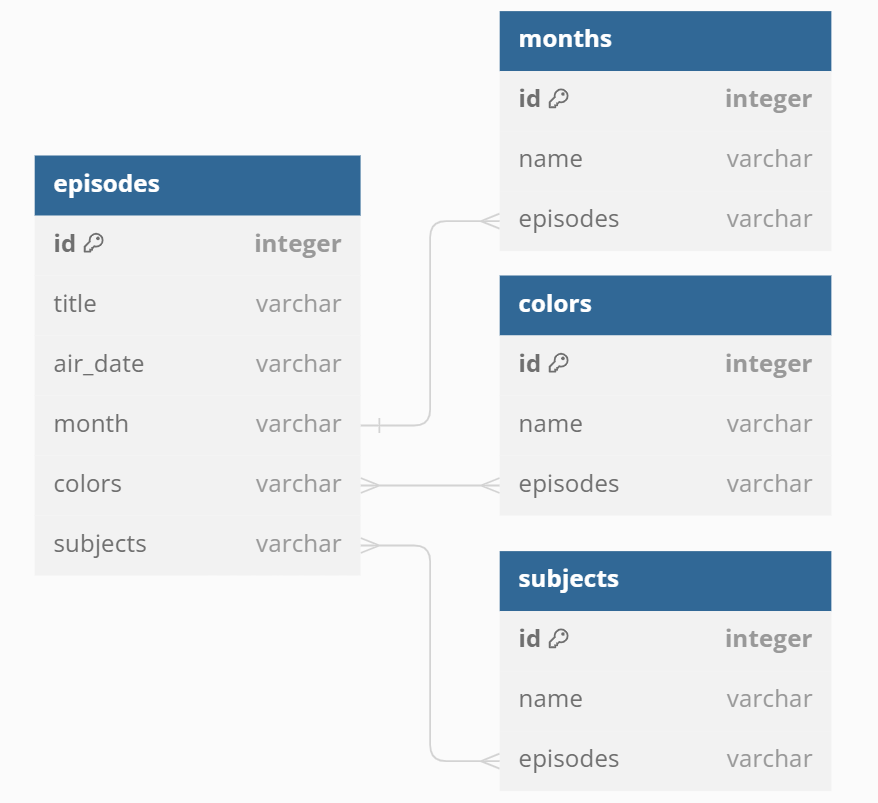 episodes
id integer
title varchar
air_date varchar
month varchar
colors varchar
subjects varchar
months
id integer
name varchar
episodes varchar
colors
id integer
name varchar
episodes varchar
subjects
id integer
name varchar
episodes varchar